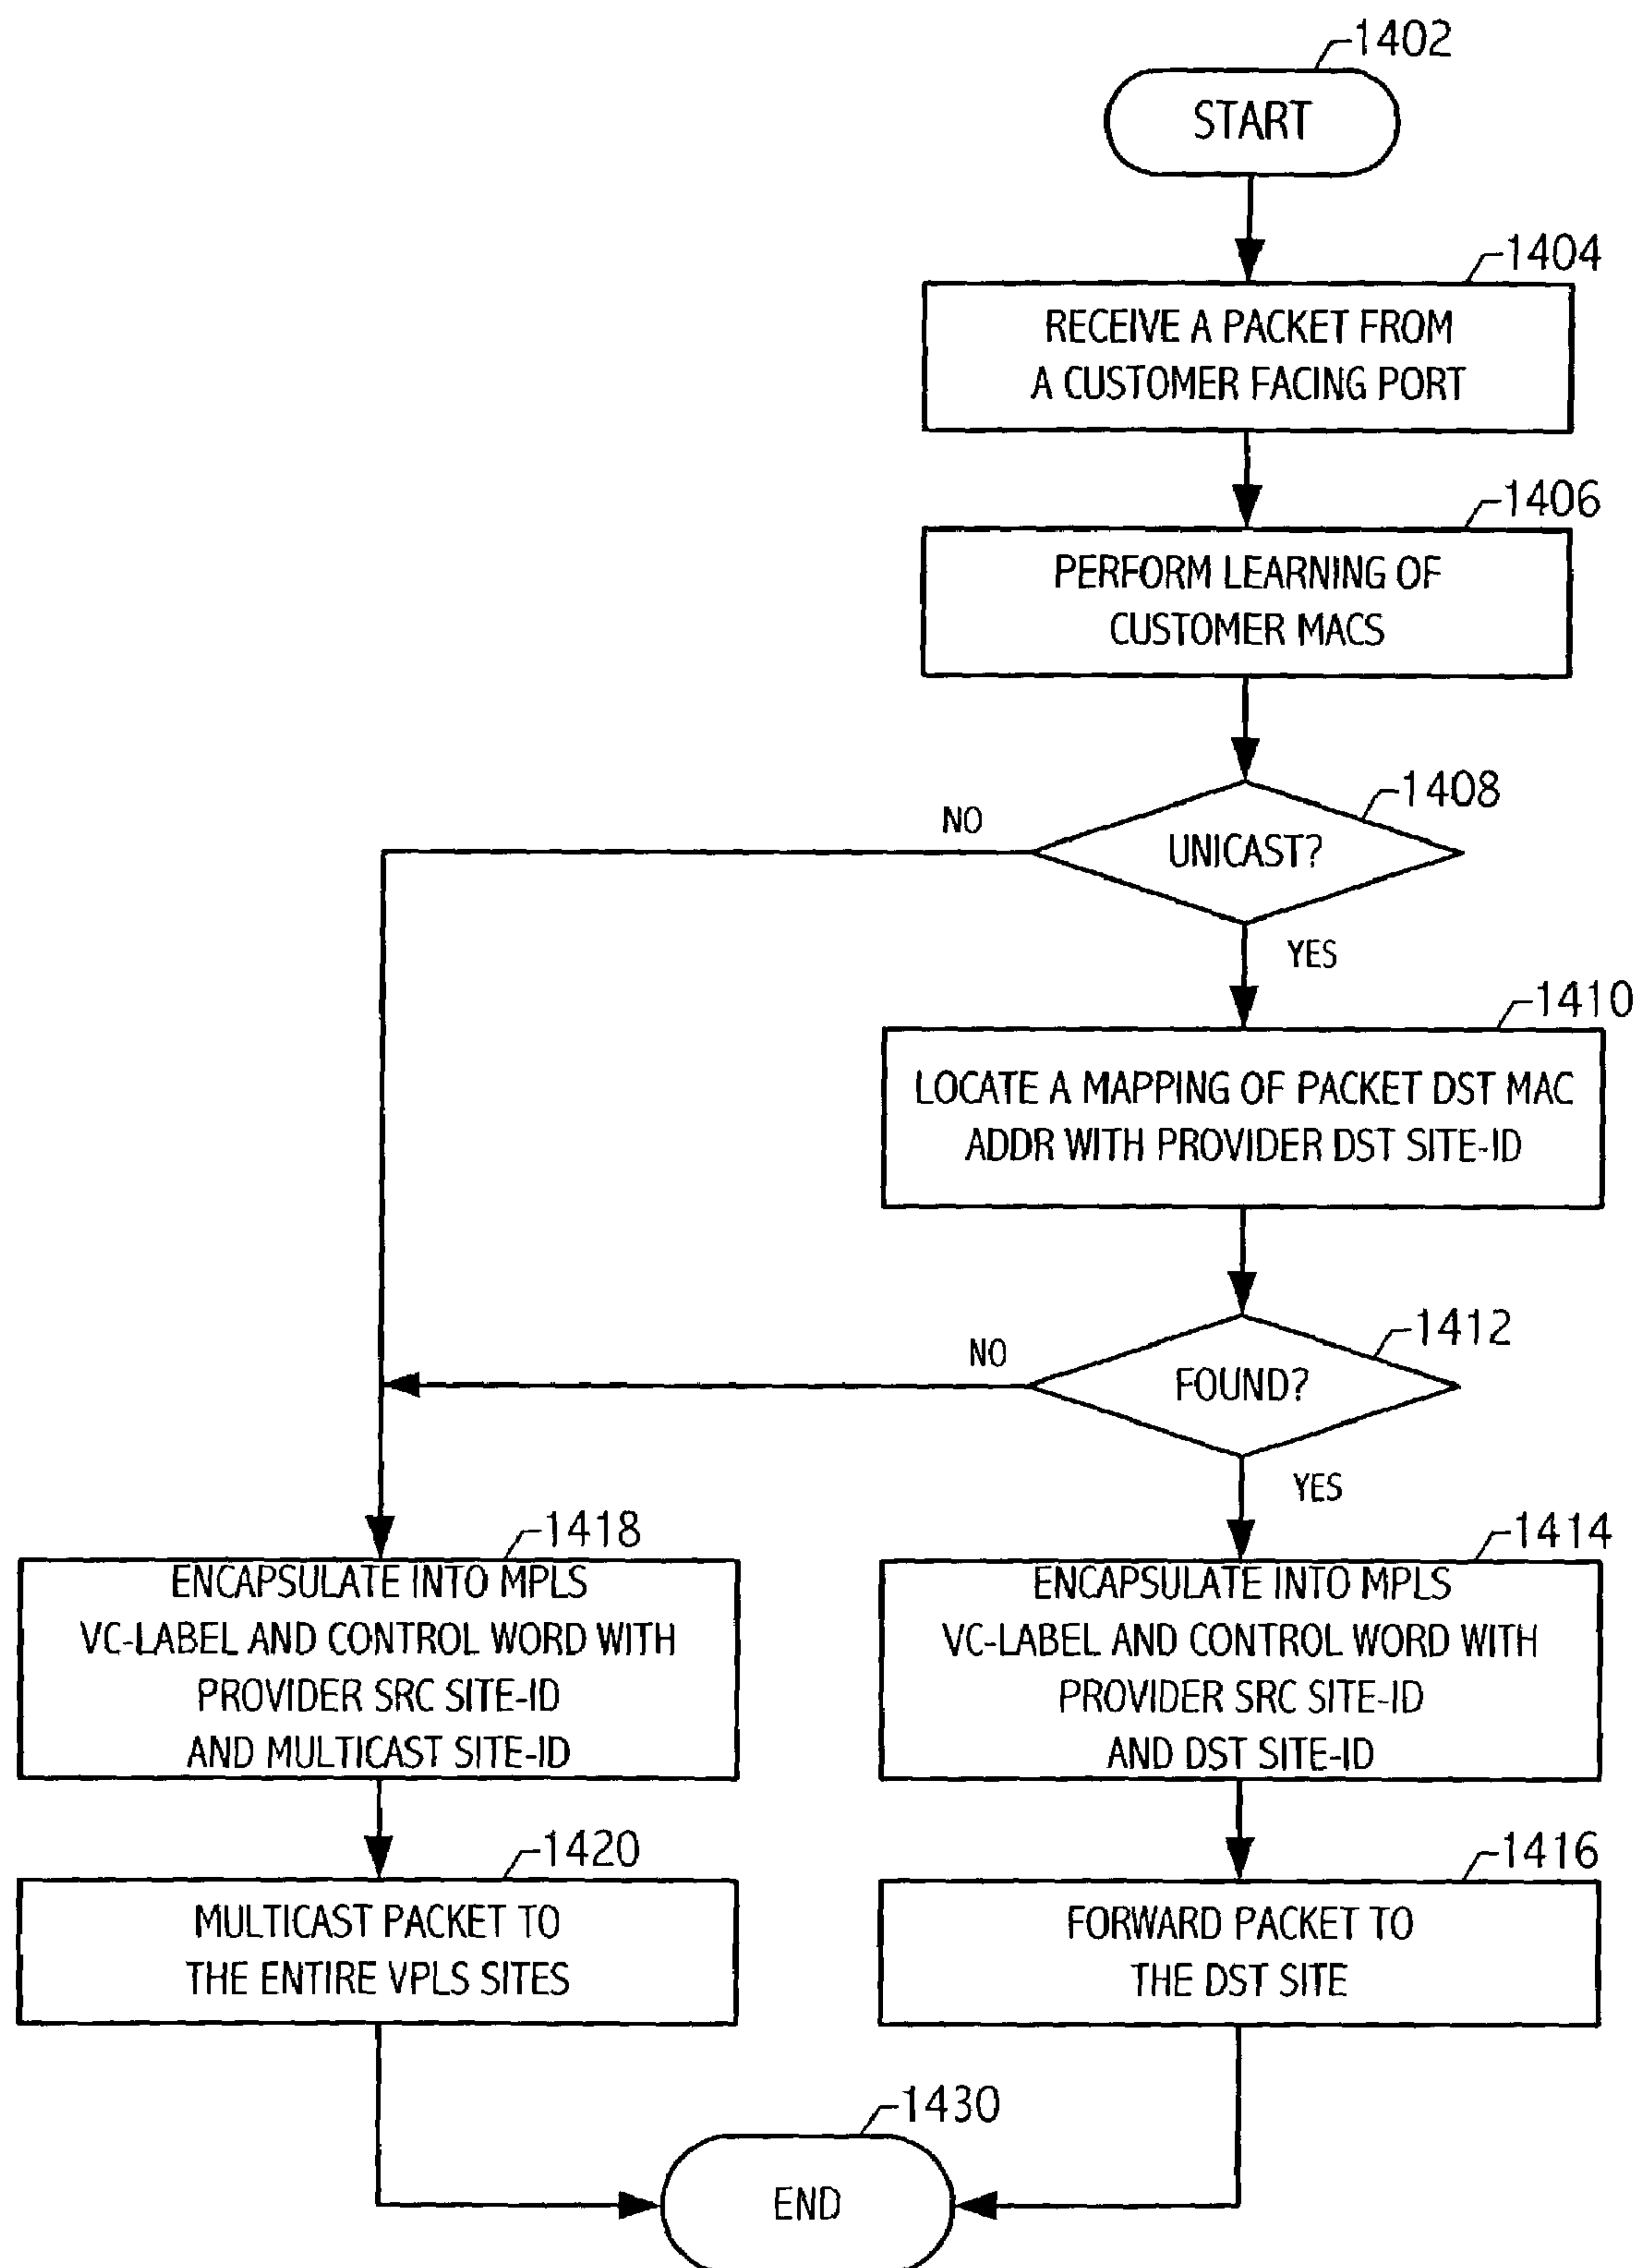 1402
START
1404
RECEIVE A PACKET FROM
A CUSTOMER FACING PORT
1406
PERFORM LEARNING OF
CUSTOMER MACS
1408
NO
UNICAST?
YES
1410
LOCATE A MAPPING OF PACKET DST MAC
ADDR WITH PROVIDER DST SITE-ID
1412
NO
FOUND?
YES
1418
ENCAPSULATE INTO MPLS
VC-LABEL AND CONTROL WORD WITH
PROVIDER SRC SITE-ID
AND MULTICAST SITE-ID
1414
ENCAPSULATE INTO MPLS
VC-LABEL AND CONTROL WORD WITH
PROVIDER SRC SITE-ID
AND DST SITE-ID
1420
MULTICAST PACKET TO
THE ENTIRE VPLS SITES
1416
FORWARD PACKET TO
THE DST SITE
1430
END